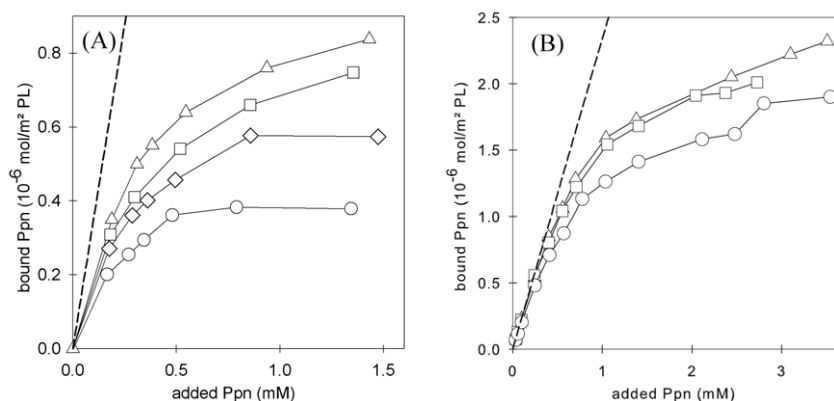 (A)
bound Ppn (10⁻⁶ mol/m² PL)
0.8
0.6
0.4
0.2
0.0
0.0 0.5 1.0 1.5
added Ppn (mM)
(B)
bound Ppn (10⁻⁶ mol/m² PL)
2.5
2.0
1.5
1.0
0.5
0.0
0 1 2 3
added Ppn (mM)